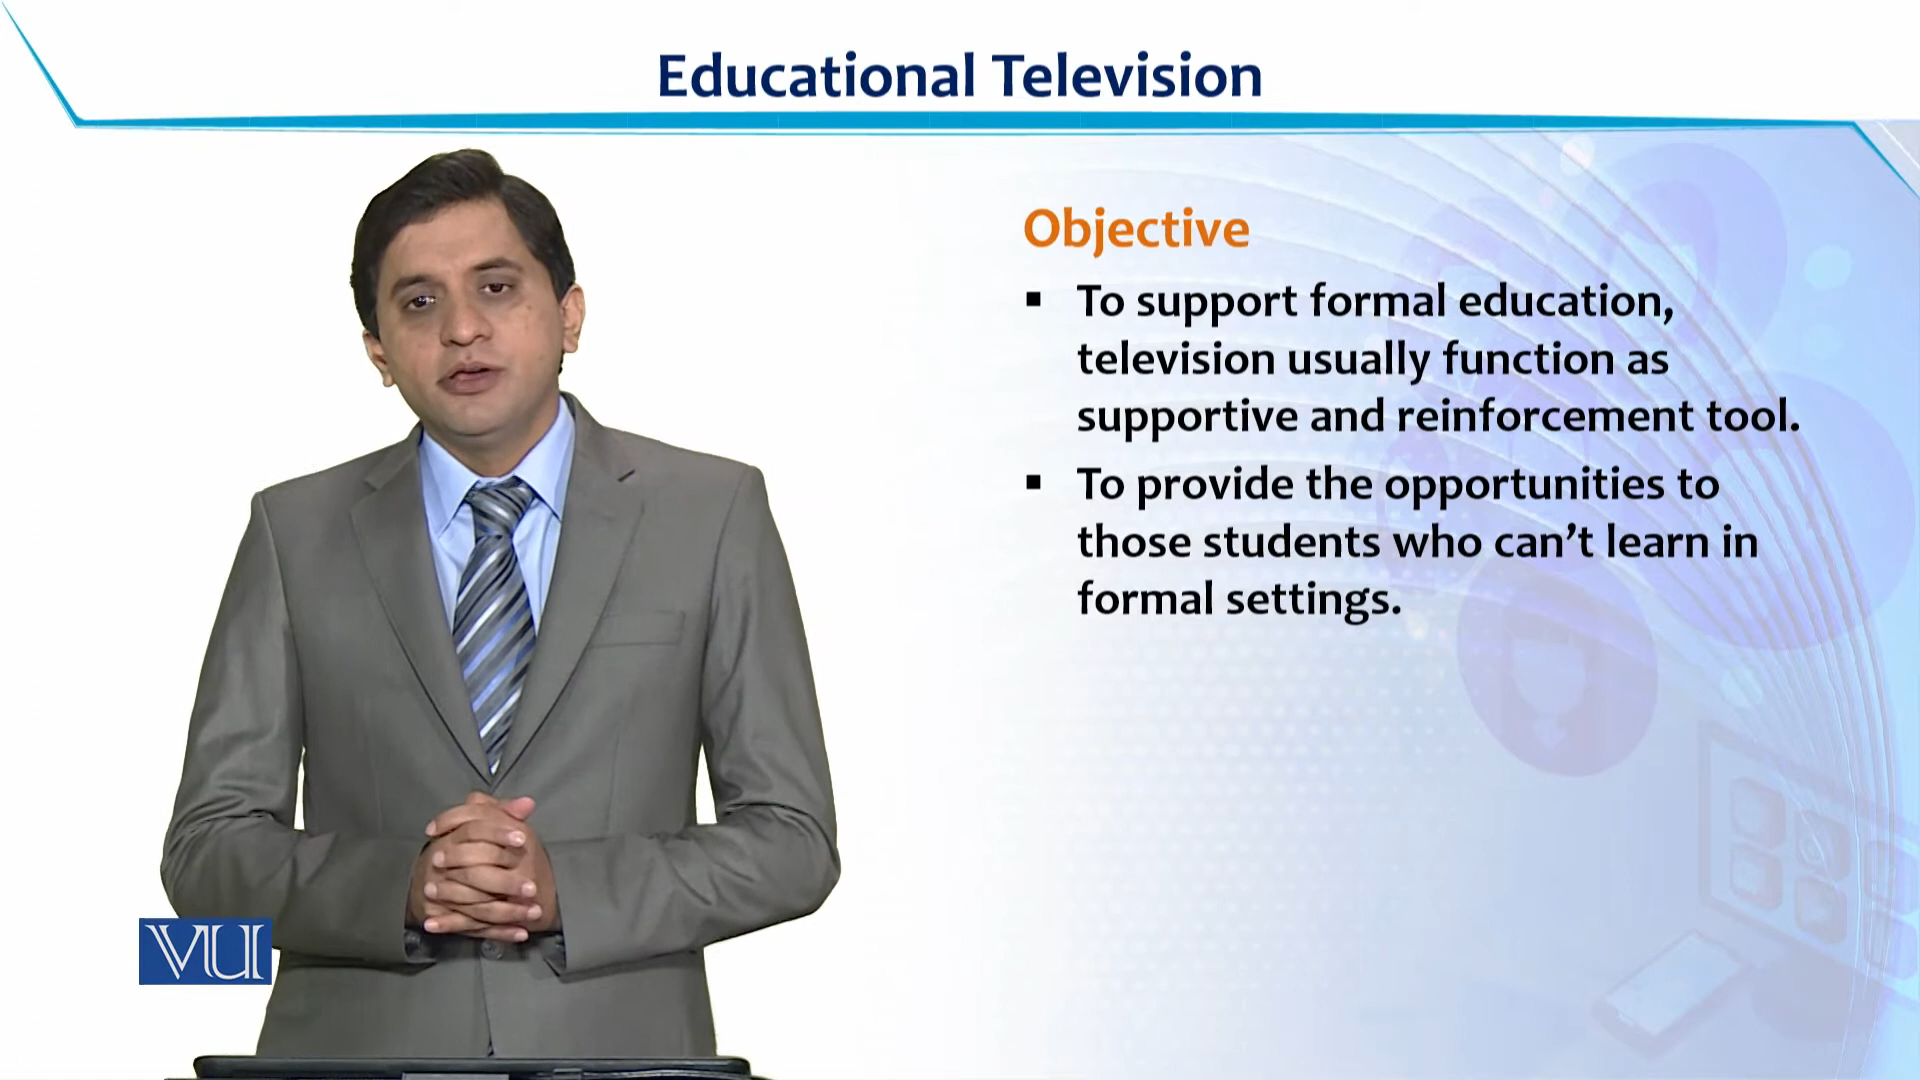 Educational Television
Objective
▪ To support formal education,
television usually function as
supportive and reinforcement tool.
▪ To provide the opportunities to
those students who can’t learn in
formal settings.
VU